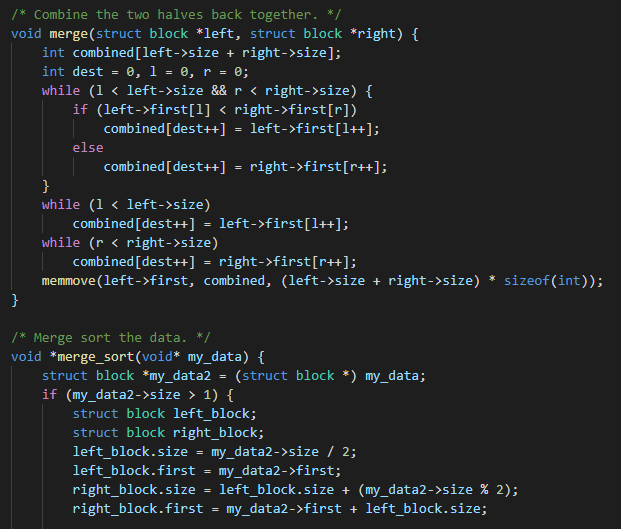 /* Combine the two halves back together. */
void merge(struct block *left, struct block *right) {
    int combined[left->size + right->size];
    int dest = 0, l = 0, r = 0;
    while (l < left->size && r < right->size) {
        if (left->first[l] < right->first[r])
            combined[dest++] = left->first[l++];
        else
            combined[dest++] = right->first[r++];
    }
    while (l < left->size)
        combined[dest++] = left->first[l++];
    while (r < right->size)
        combined[dest++] = right->first[r++];
    memmove(left->first, combined, (left->size + right->size) * sizeof(int));
}

/* Merge sort the data. */
void *merge_sort(void* my_data) {
    struct block *my_data2 = (struct block *) my_data;
    if (my_data2->size > 1) {
        struct block left_block;
        struct block right_block;
        left_block.size = my_data2->size / 2;
        left_block.first = my_data2->first;
        right_block.size = left_block.size + (my_data2->size % 2);
        right_block.first = my_data2->first + left_block.size;